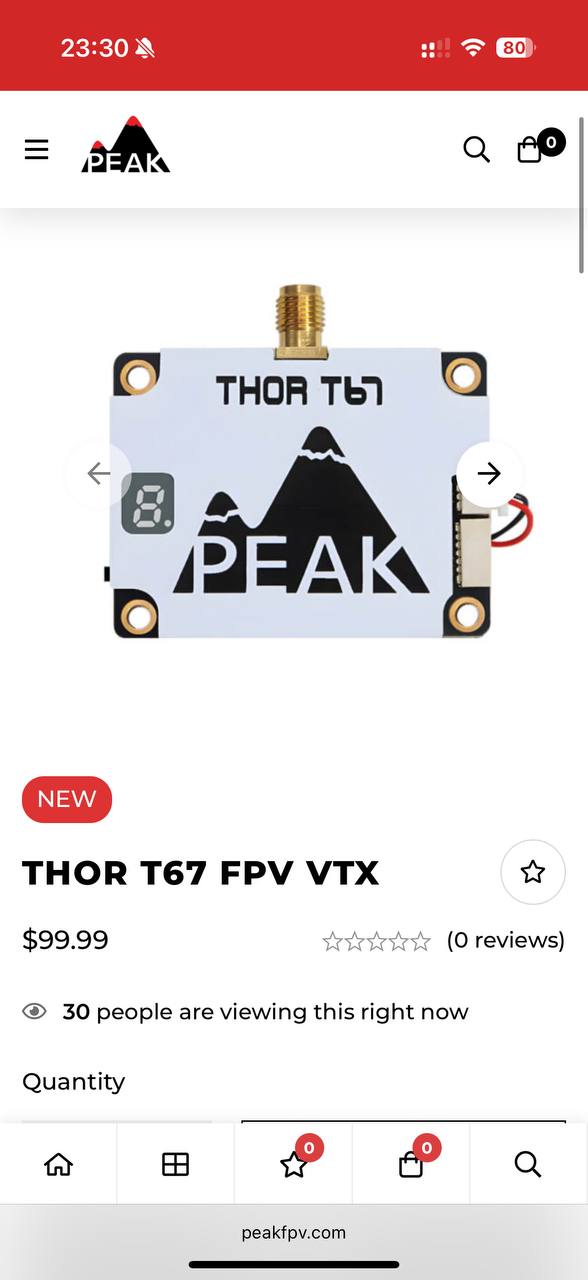 23:30
80
PEAK
0
THOR T67
8.
PEAK
NEW
THOR T67 FPV VTX
$99.99
(0 reviews)
30 people are viewing this right now
Quantity
0
0
peakfpv.com